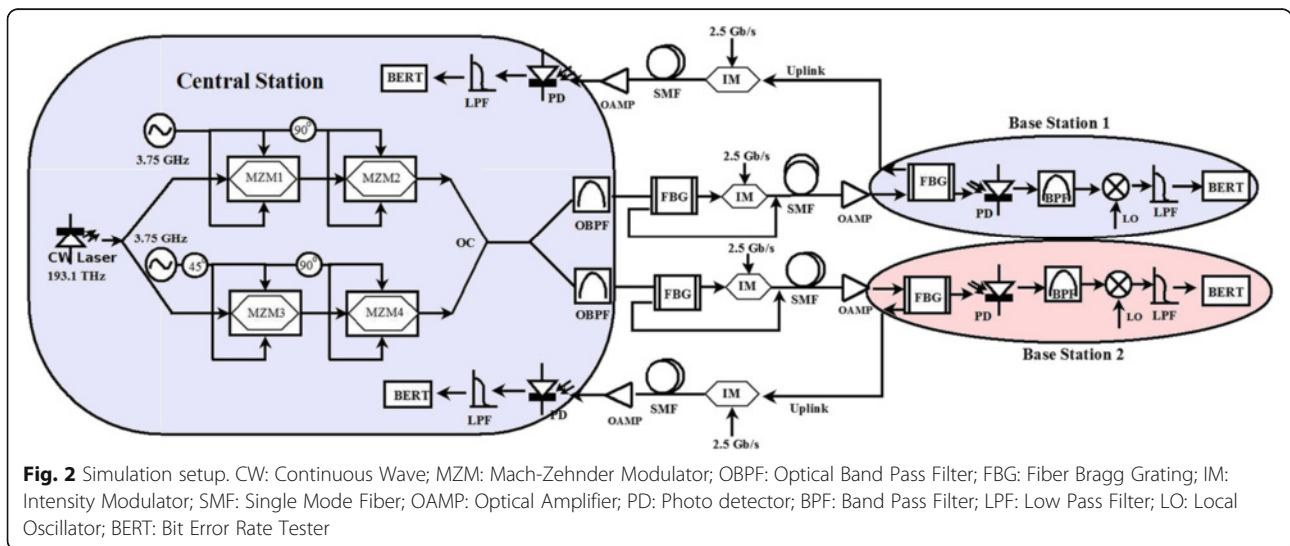 2.5 Gb/s
Central Station
BERT
LPF
PD
OAMP
SMF
IM
Uplink
3.75 GHz
90°
MZM1
MZM2
CW Laser
193.1 THz
3.75 GHz
45°
90°
MZM3
MZM4
OC
OBPF
FBG
2.5 Gb/s
IM
SMF
OAMP
OBPF
FBG
2.5 Gb/s
IM
SMF
OAMP
Base Station 1
FBG
PD
BPF
LO
LPF
BERT
FBG
PD
BPF
LO
LPF
BERT
Base Station 2
BERT
LPF
PD
OAMP
SMF
IM
Uplink
2.5 Gb/s
Fig. 2 Simulation setup. CW: Continuous Wave; MZM: Mach-Zehnder Modulator; OBPF: Optical Band Pass Filter; FBG: Fiber Bragg Grating; IM:
Intensity Modulator; SMF: Single Mode Fiber; OAMP: Optical Amplifier; PD: Photo detector; BPF: Band Pass Filter; LPF: Low Pass Filter; LO: Local
Oscillator; BERT: Bit Error Rate Tester